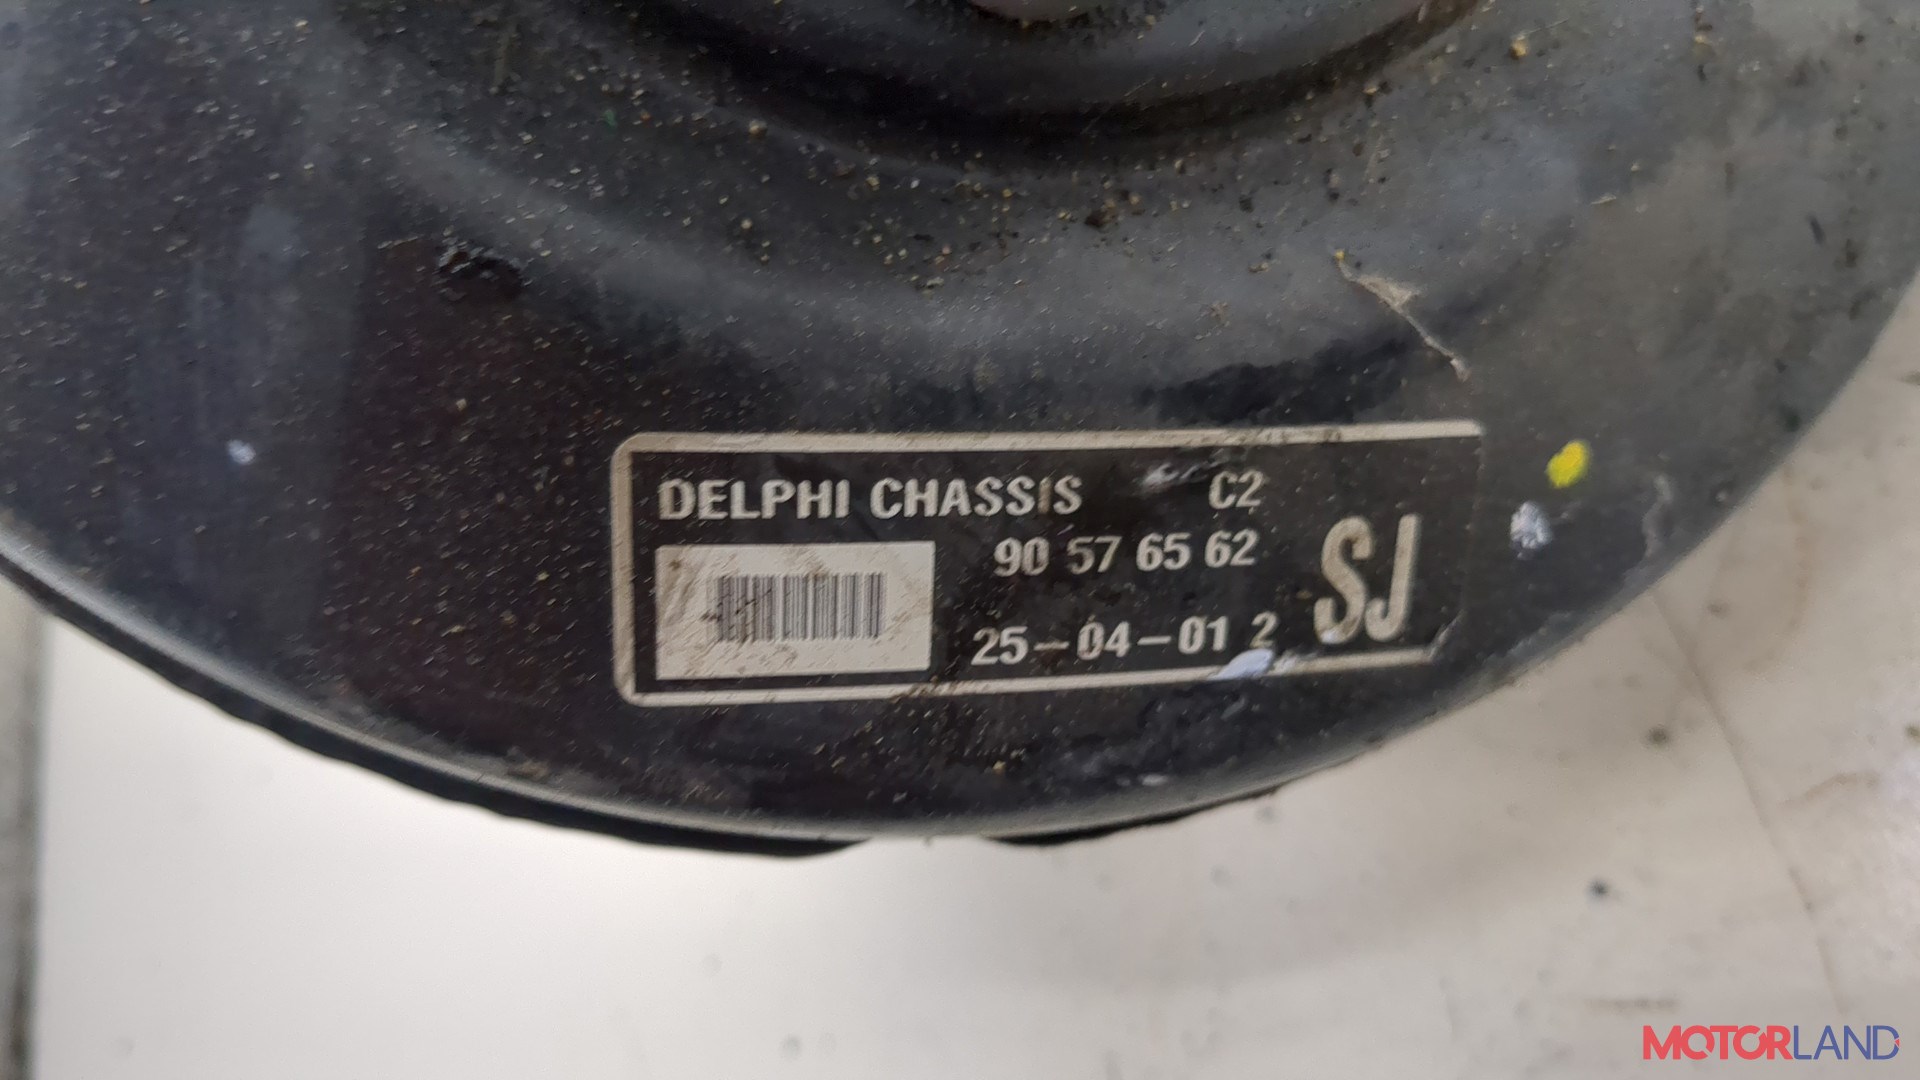 DELPHI CHASSIS C2
90 57 65 62
25-04-01 2
SJ
MOTORLAND